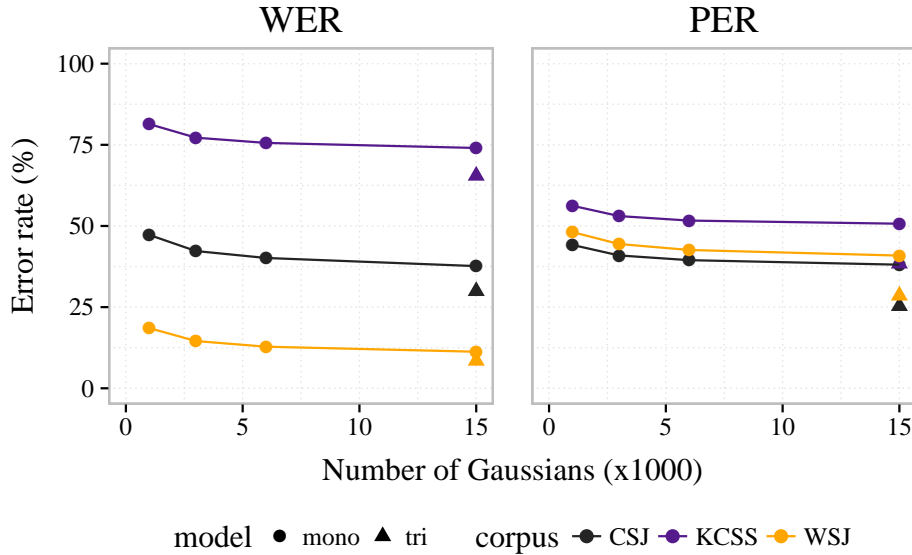 WER PER
Error rate (%)
100
75
50
25
0
0 5 10 15 0 5 10 15
Number of Gaussians (x1000)
model mono tri corpus CSJ KCSS WSJ